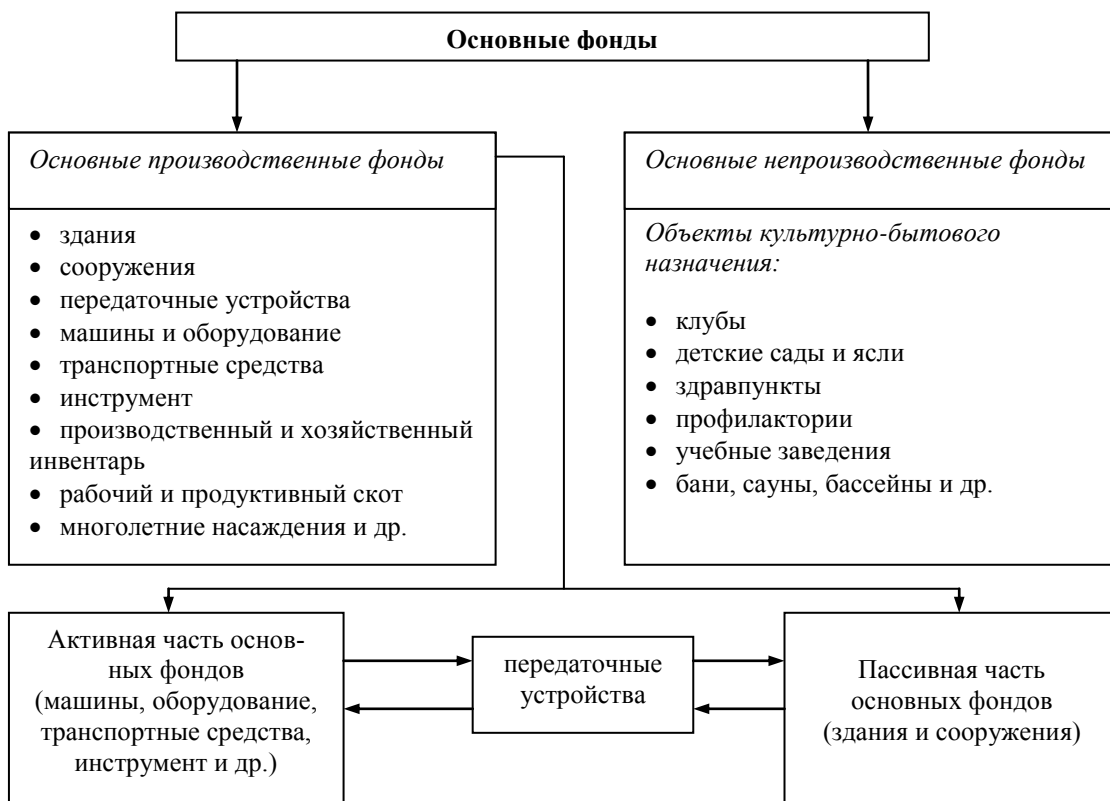 Основные фонды
Основные производственные фонды
• здания
• сооружения
• передаточные устройства
• машины и оборудование
• транспортные средства
• инструмент
• производственный и хозяйственный
инвентарь
• рабочий и продуктивный скот
• многолетние насаждения и др.
Основные непроизводственные фонды
Объекты культурно-бытового
назначения:
• клубы
• детские сады и ясли
• здравпункты
• профилактории
• учебные заведения
• бани, сауны, бассейны и др.
Активная часть основ-
ных фондов
(машины, оборудование,
транспортные средства,
инструмент и др.)
передаточные
устройства
Пассивная часть
основных фондов
(здания и сооружения)